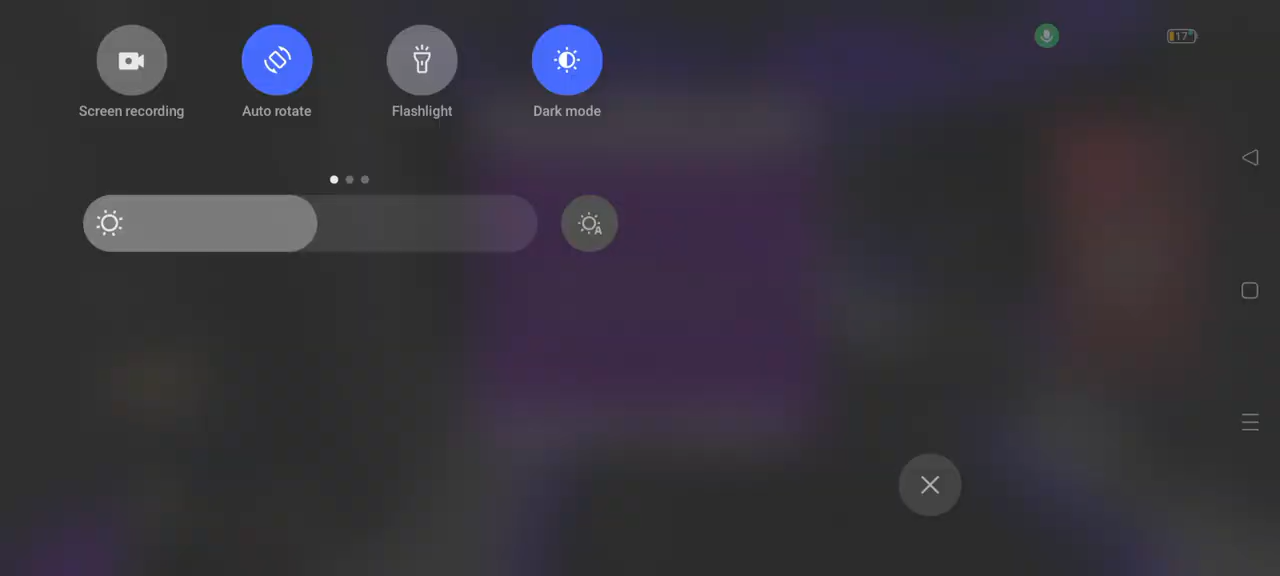 17
Screen recording
Auto rotate
Flashlight
Dark mode
A